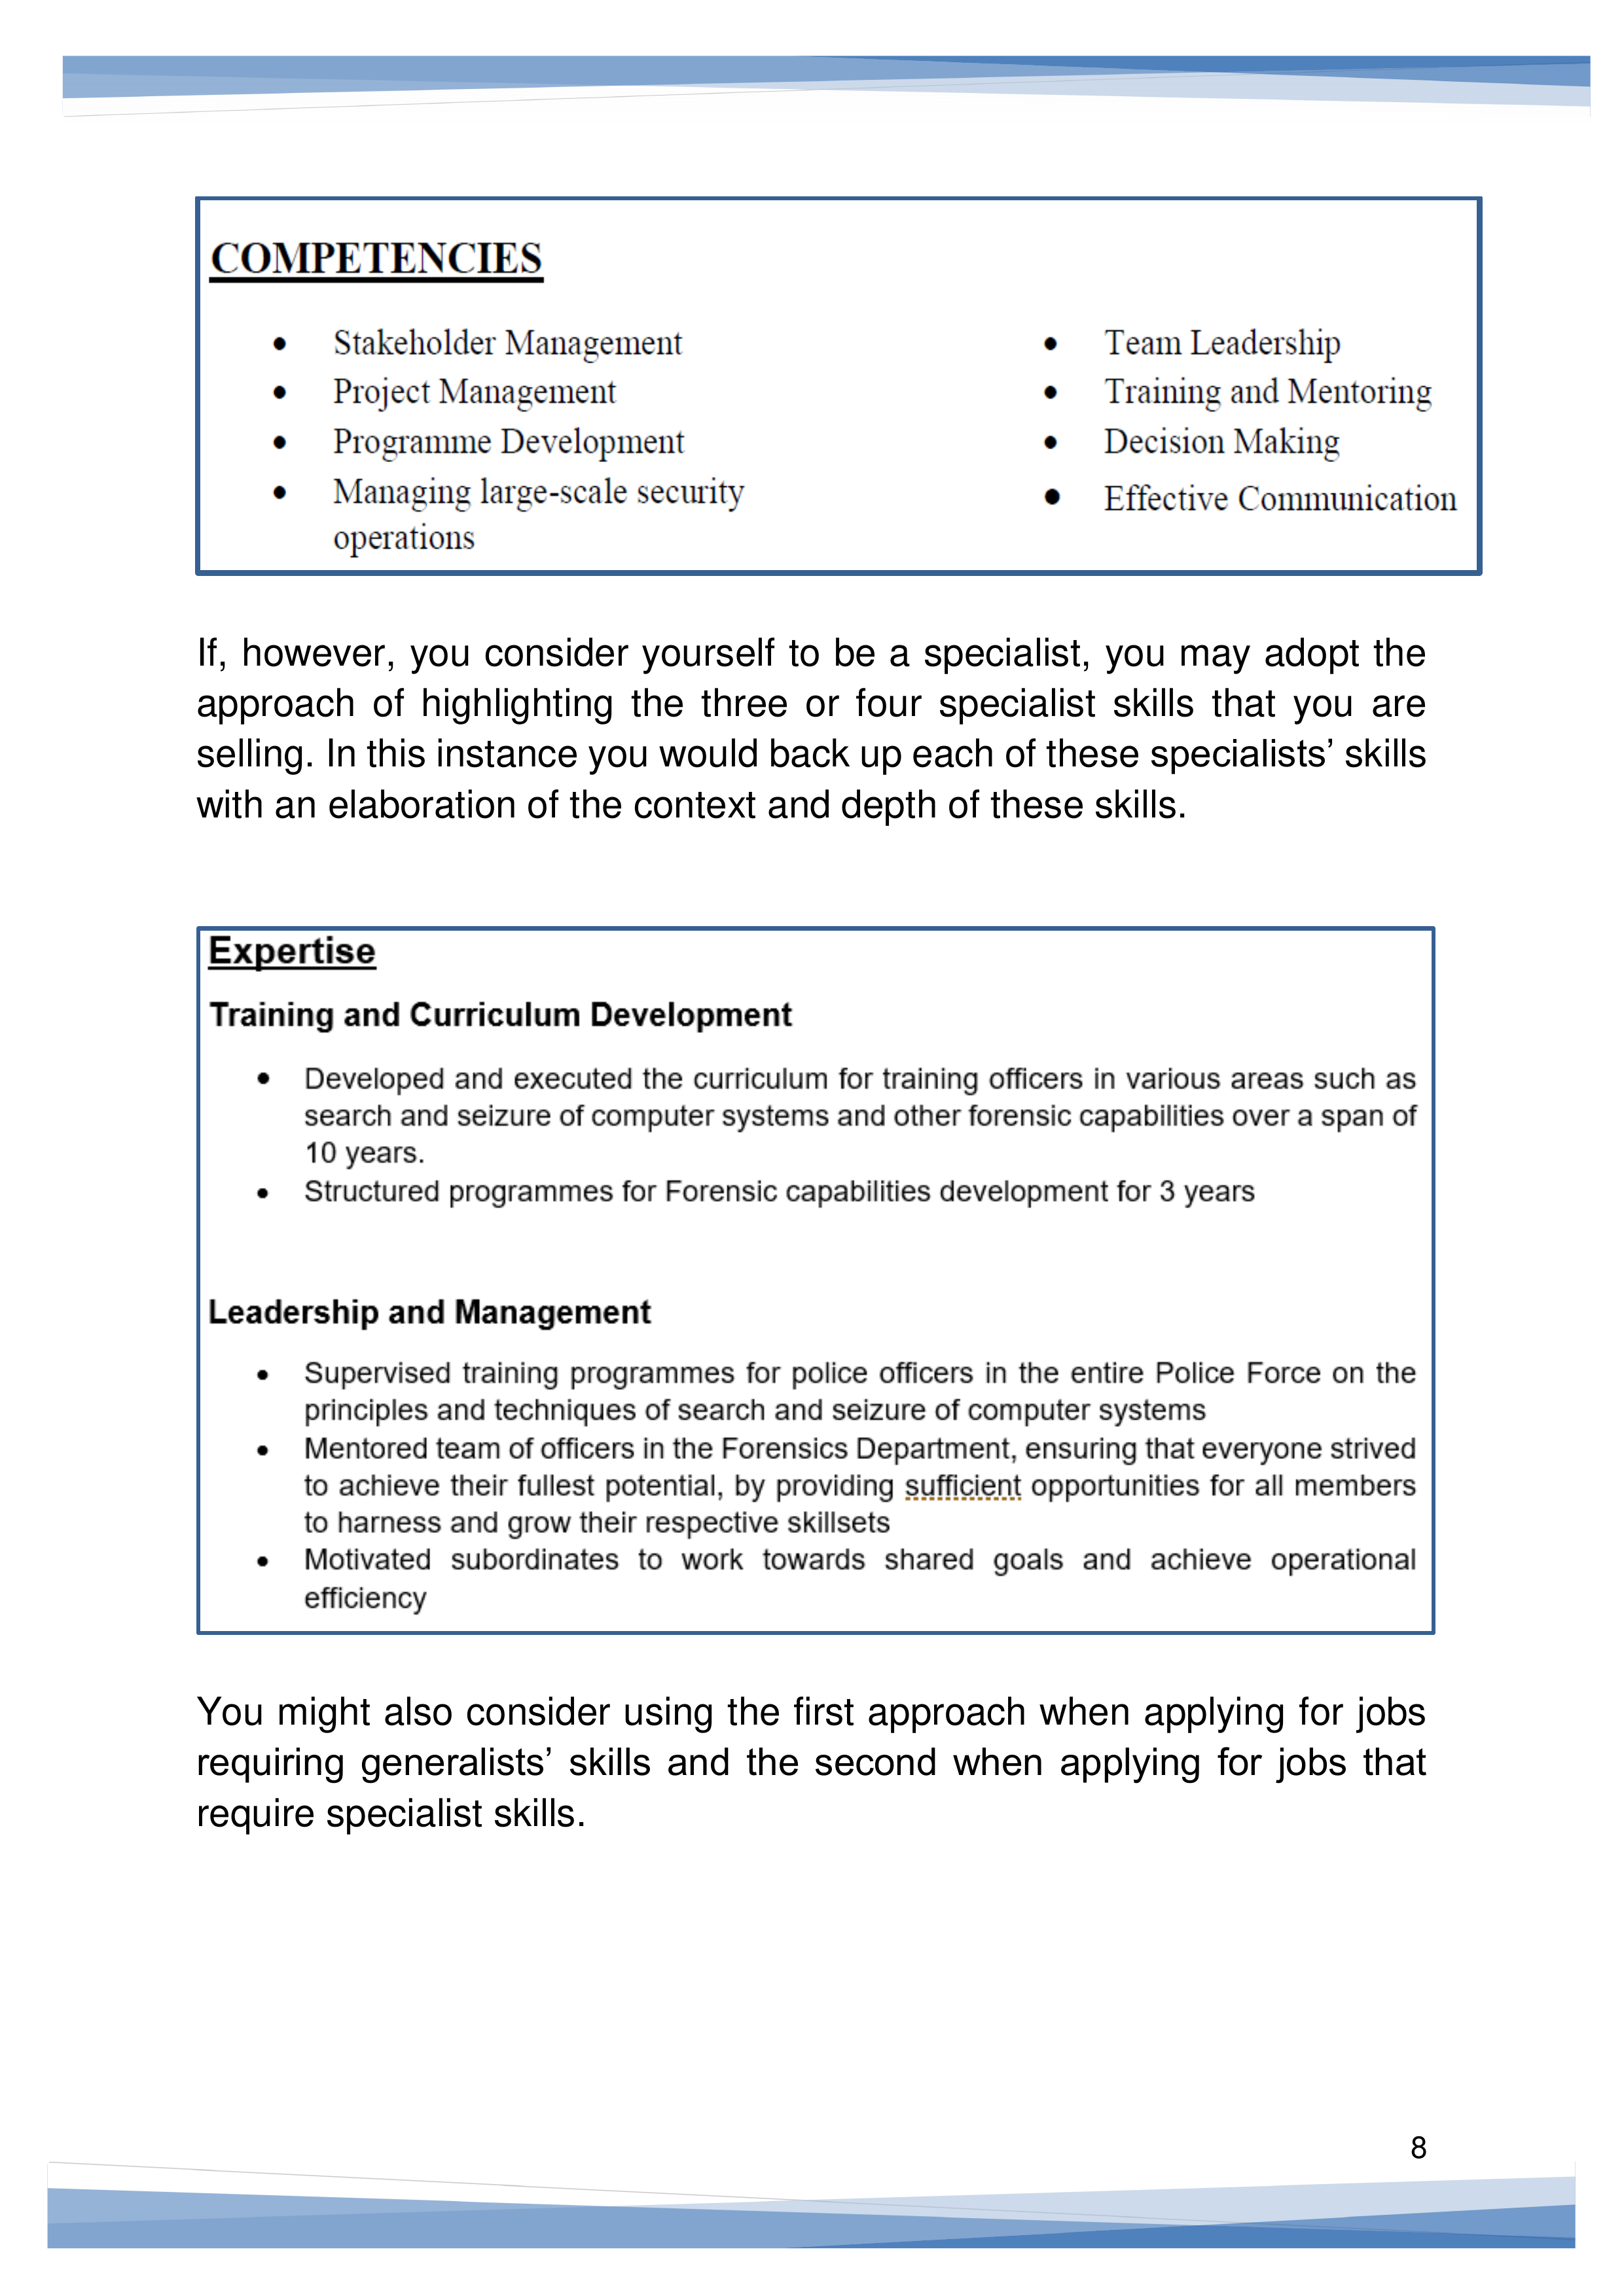 COMPETENCIES
• Stakeholder Management
• Project Management
• Programme Development
• Managing large-scale security
operations
• Team Leadership
• Training and Mentoring
• Decision Making
• Effective Communication
If, however, you consider yourself to be a specialist, you may adopt the
approach of highlighting the three or four specialist skills that you are
selling. In this instance you would back up each of these specialists’ skills
with an elaboration of the context and depth of these skills.
Expertise
Training and Curriculum Development
• Developed and executed the curriculum for training officers in various areas such as
search and seizure of computer systems and other forensic capabilities over a span of
10 years.
• Structured programmes for Forensic capabilities development for 3 years
Leadership and Management
• Supervised training programmes for police officers in the entire Police Force on the
principles and techniques of search and seizure of computer systems
• Mentored team of officers in the Forensics Department, ensuring that everyone strived
to achieve their fullest potential, by providing sufficient opportunities for all members
to harness and grow their respective skillsets
• Motivated subordinates to work towards shared goals and achieve operational
efficiency
You might also consider using the first approach when applying for jobs
requiring generalists’ skills and the second when applying for jobs that
require specialist skills.
8